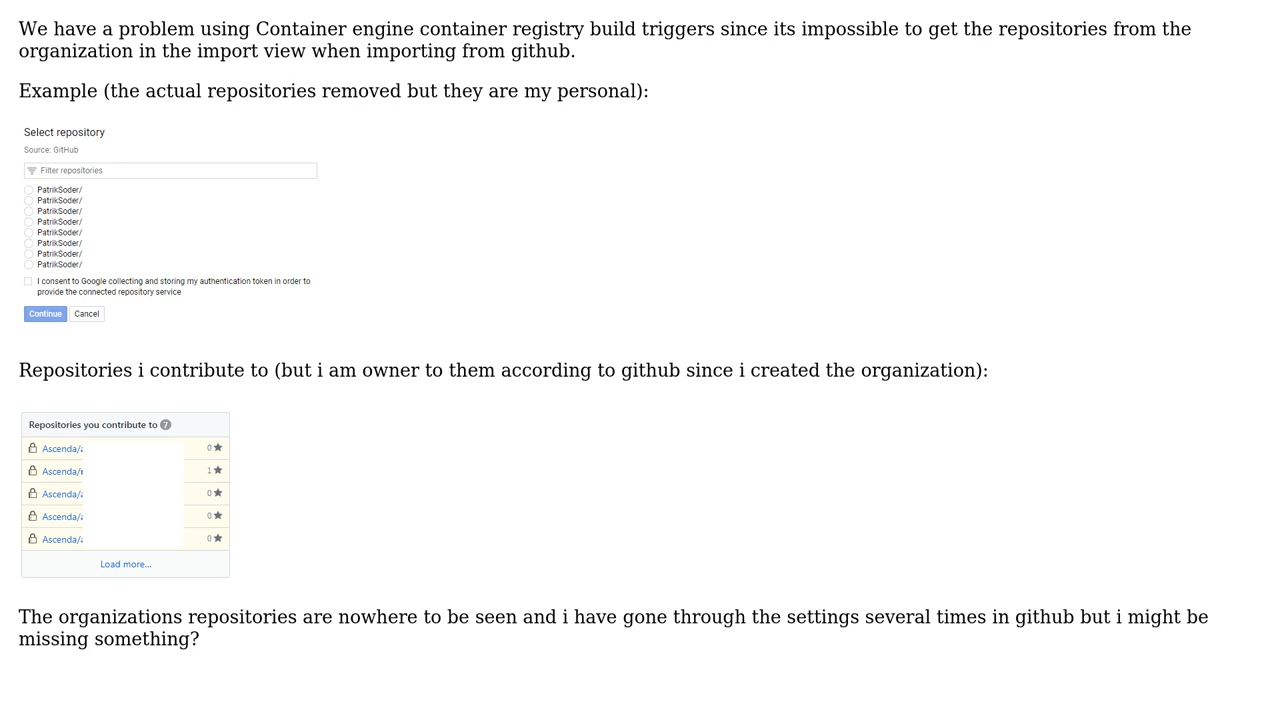 We have a problem using Container engine container registry build triggers since its impossible to get the repositories from the
organization in the import view when importing from github.
Example (the actual repositories removed but they are my personal):
Select repository
Source: GitHub
Filter repositories
PatrikSoder/
PatrikSoder/
PatrikSoder/
PatrikSoder/
PatrikSoder/
PatrikSoder/
PatrikSoder/
PatrikSoder/
I consent to Google collecting and storing my authentication token in order to
provide the connected repository service
Continue Cancel
Repositories i contribute to (but i am owner to them according to github since i created the organization):
Repositories you contribute to 7
Ascenda/ 0
Ascenda/ 1
Ascenda/ 0
Ascenda/ 0
Ascenda/ 0
Load more...
The organizations repositories are nowhere to be seen and i have gone through the settings several times in github but i might be
missing something?